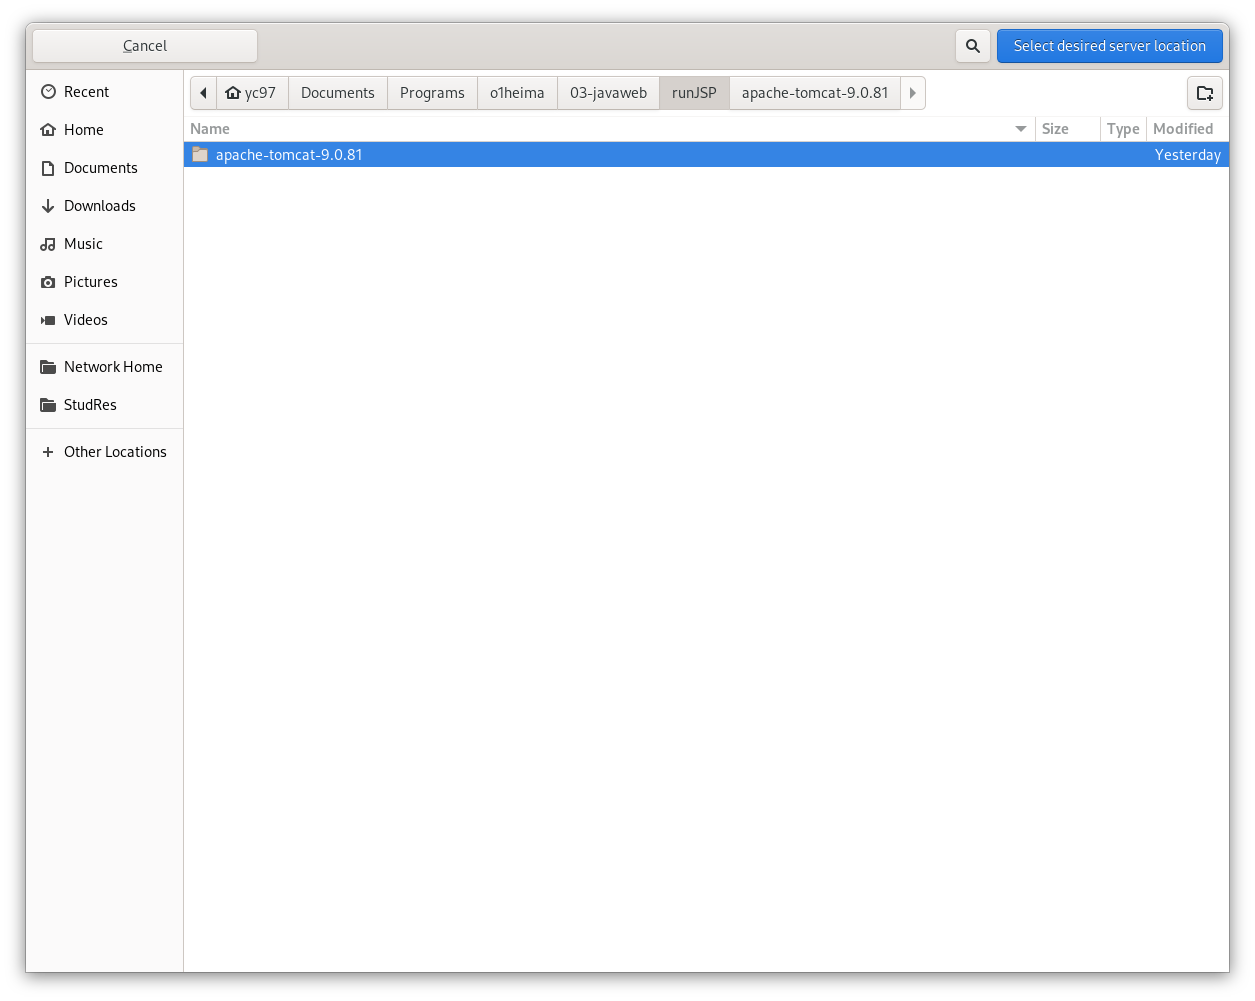 Cancel
Select desired server location
Recent
Home
Documents
Downloads
Music
Pictures
Videos
Network Home
StudRes
Other Locations
yc97 Documents Programs o1heima 03-javaweb runJSP apache-tomcat-9.0.81
Name Size Type Modified
apache-tomcat-9.0.81 Yesterday